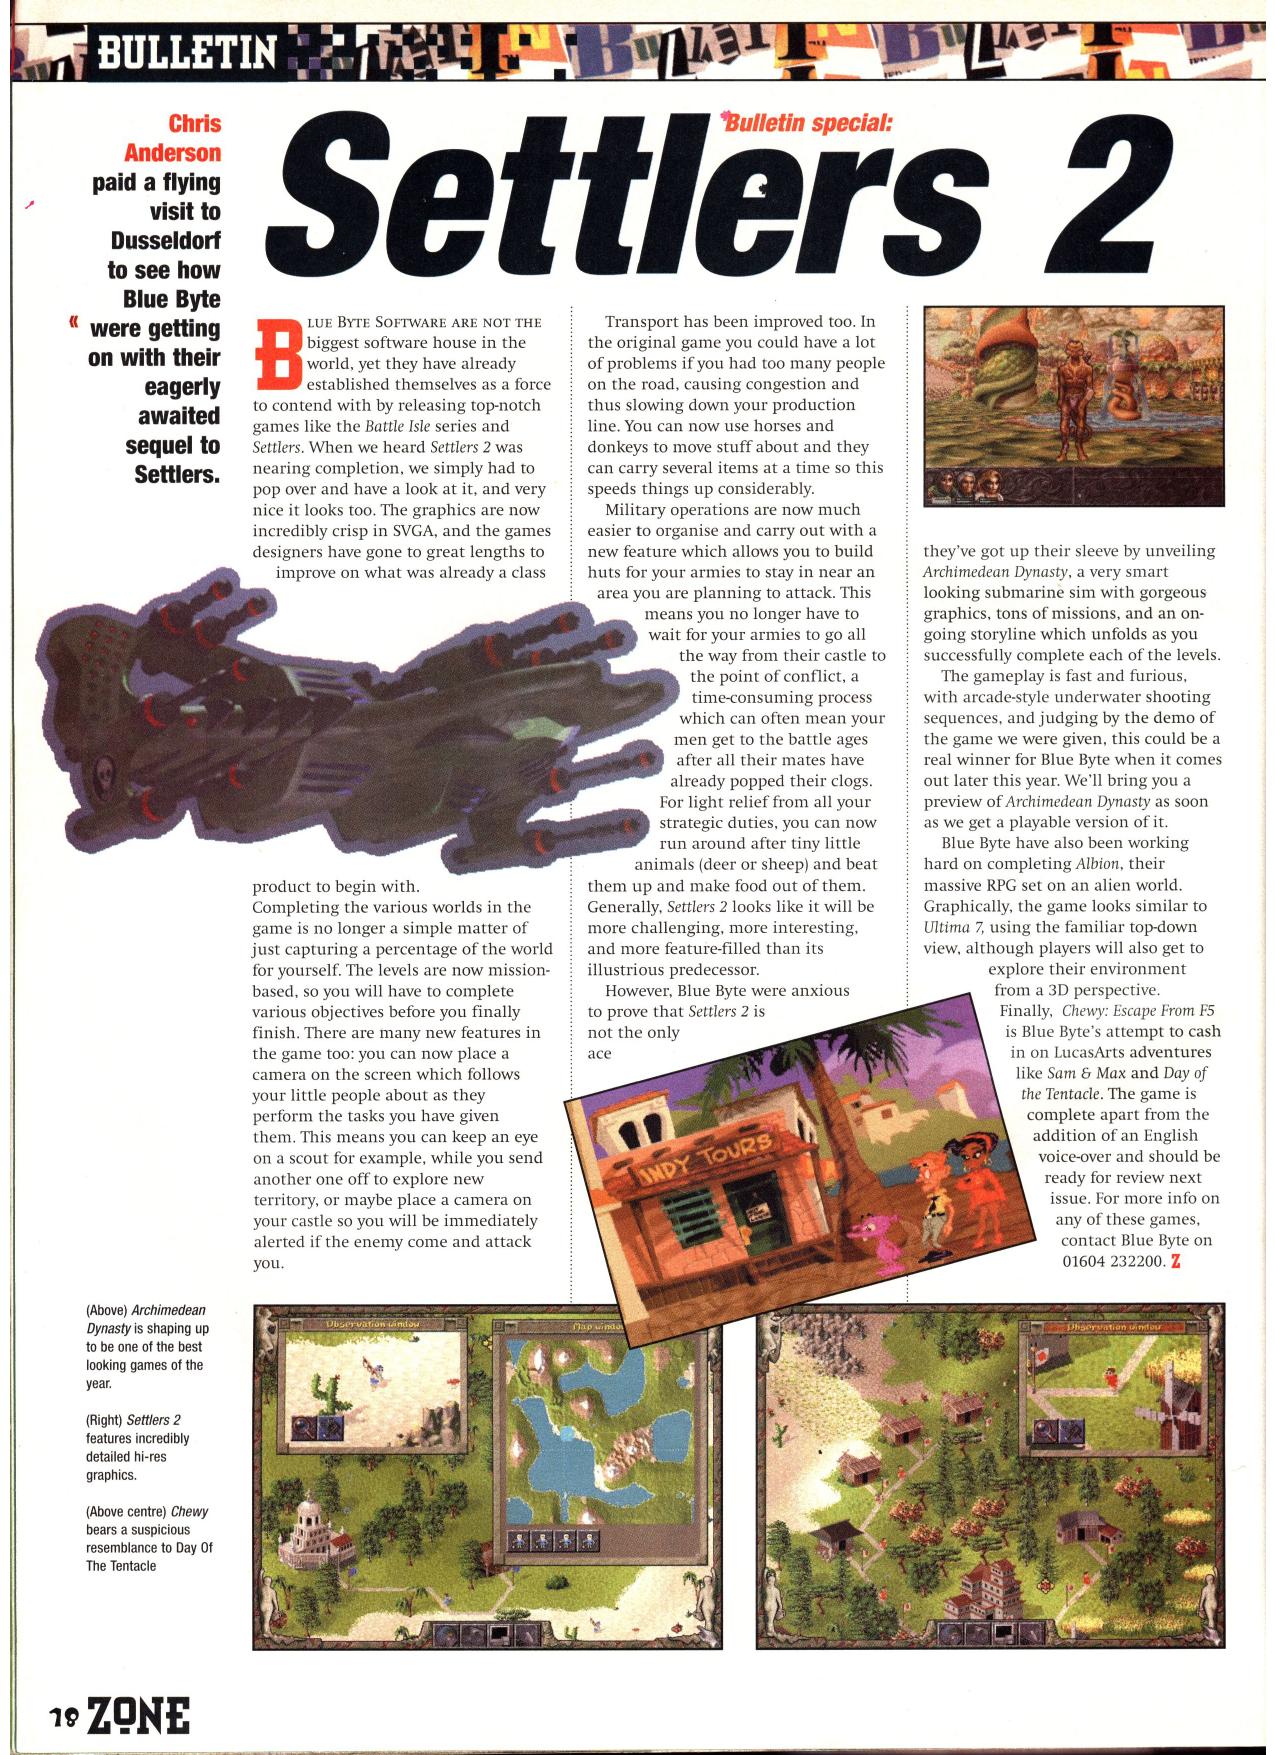 BULLETIN
Bulletin special:
Settlers 2
Chris
Anderson
paid a flying
visit to
Dusseldorf
to see how
Blue Byte
« were getting
on with their
eagerly
awaited
sequel to
Settlers.
BLUE BYTE SOFTWARE ARE NOT THE
biggest software house in the
world, yet they have already
established themselves as a force
to contend with by releasing top-notch
games like the Battle Isle series and
Settlers. When we heard Settlers 2 was
nearing completion, we simply had to
pop over and have a look at it, and very
nice it looks too. The graphics are now
incredibly crisp in SVGA, and the games
designers have gone to great lengths to
improve on what was already a class
product to begin with.
Completing the various worlds in the
game is no longer a simple matter of
just capturing a percentage of the world
for yourself. The levels are now mission-
based, so you will have to complete
various objectives before you finally
finish. There are many new features in
the game too: you can now place a
camera on the screen which follows
your little people about as they
perform the tasks you have given
them. This means you can keep an eye
on a scout for example, while you send
another one off to explore new
territory, or maybe place a camera on
your castle so you will be immediately
alerted if the enemy come and attack
you.
Transport has been improved too. In
the original game you could have a lot
of problems if you had too many people
on the road, causing congestion and
thus slowing down your production
line. You can now use horses and
donkeys to move stuff about and they
can carry several items at a time so this
speeds things up considerably.
Military operations are now much
easier to organise and carry out with a
new feature which allows you to build
huts for your armies to stay in near an
area you are planning to attack. This
means you no longer have to
wait for your armies to go all
the way from their castle to
the point of conflict, a
time-consuming process
which can often mean your
men get to the battle ages
after all their mates have
already popped their clogs.
For light relief from all your
strategic duties, you can now
run around after tiny little
animals (deer or sheep) and beat
them up and make food out of them.
Generally, Settlers 2 looks like it will be
more challenging, more interesting,
and more feature-filled than its
illustrious predecessor.
However, Blue Byte were anxious
to prove that Settlers 2 is
not the only
ace
they've got up their sleeve by unveiling
Archimedean Dynasty, a very smart
looking submarine sim with gorgeous
graphics, tons of missions, and an on-
going storyline which unfolds as you
successfully complete each of the levels.
The gameplay is fast and furious,
with arcade-style underwater shooting
sequences, and judging by the demo of
the game we were given, this could be a
real winner for Blue Byte when it comes
out later this year. We'll bring you a
preview of Archimedean Dynasty as soon
as we get a playable version of it.
Blue Byte have also been working
hard on completing Albion, their
massive RPG set on an alien world.
Graphically, the game looks similar to
Ultima 7, using the familiar top-down
view, although players will also get to
explore their environment
from a 3D perspective.
Finally, Chewy: Escape From F5
is Blue Byte's attempt to cash
in on LucasArts adventures
like Sam & Max and Day of
the Tentacle. The game is
complete apart from the
addition of an English
voice-over and should be
ready for review next
issue. For more info on
any of these games,
contact Blue Byte on
01604 232200. Z
INDY TOURS
(Above) Archimedean
Dynasty is shaping up
to be one of the best
looking games of the
year.
(Right) Settlers 2
features incredibly
detailed hi-res
graphics.
(Above centre) Chewy
bears a suspicious
resemblance to Day Of
The Tentacle
Observation window
Map window
Observation window
18 ZONE